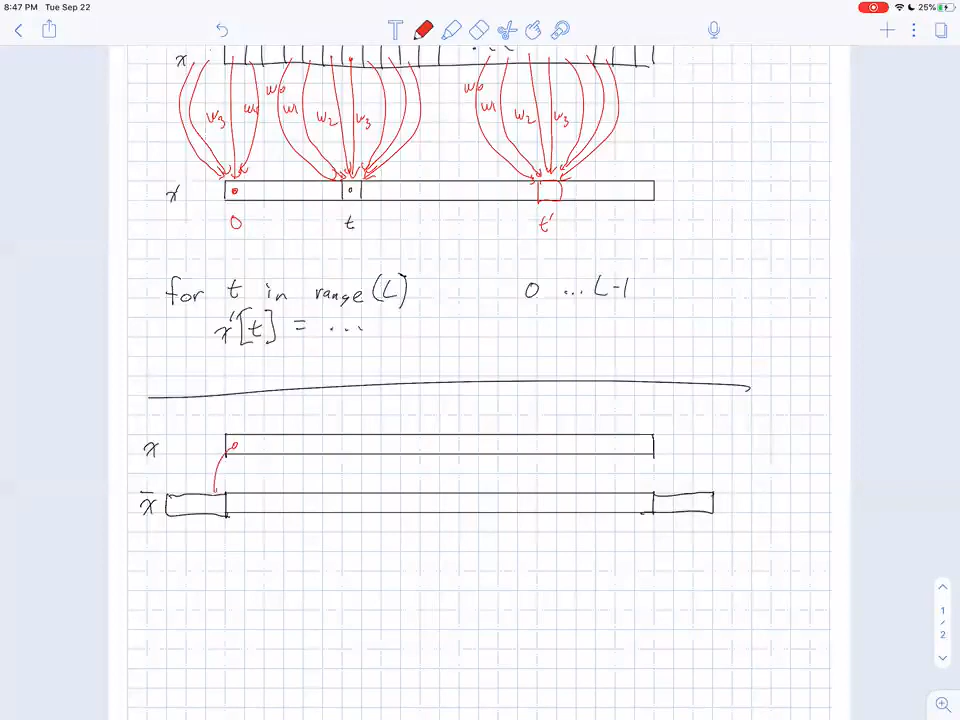 8:47 PM Tue Sep 22
25%
T
x
w3 w4 w0 w1 w2 w3 w0 w1 w2 w3
x'
0 t t'
for t in range(L) 0 ... L-1
x'[t] = ...
x
x̄
1
/
2